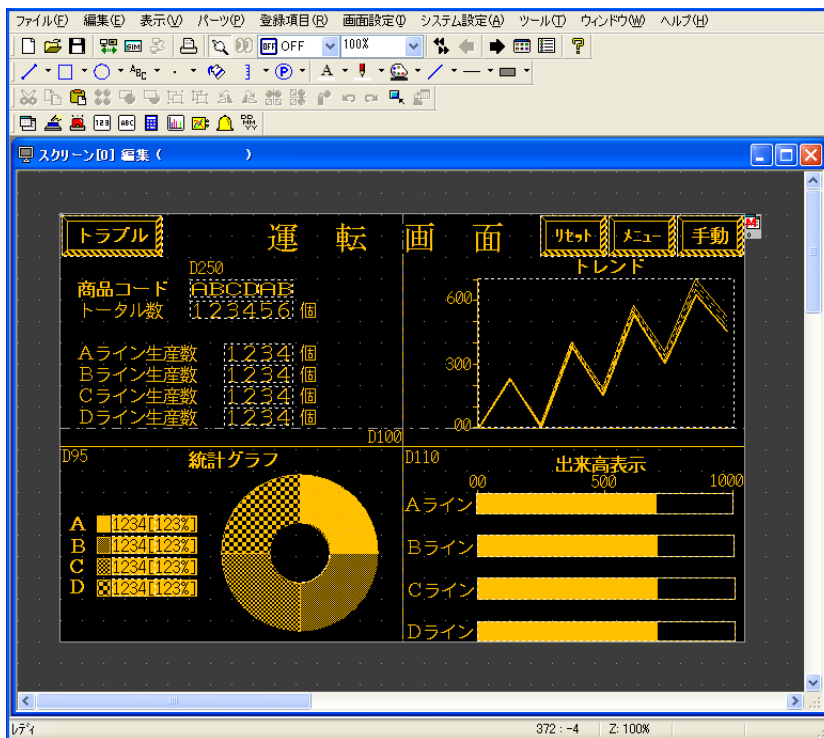 ファイル(F) 編集(E) 表示(V) パーツ(P) 登録項目(R) 画面設定(I) システム設定(A) ツール(T) ウィンドウ(W) ヘルプ(H)
SIM OFF OFF 100%
ABC P A
123 ABC
スクリーン[0] 編集 ( )
トラブル 運 転 画 面 リセット メニュー 手動
D250
商品コード ABCDAB
トータル数 123456 個
Aライン生産数 1234 個
Bライン生産数 1234 個
Cライン生産数 1234 個
Dライン生産数 1234 個
D100
トレンド
600
300
00
D95 統計グラフ
A 1234[123%]
B 1234[123%]
C 1234[123%]
D 1234[123%]
D110 出来高表示
00 500 1000
Aライン
Bライン
Cライン
Dライン
レディ 372 : -4 Z: 100%